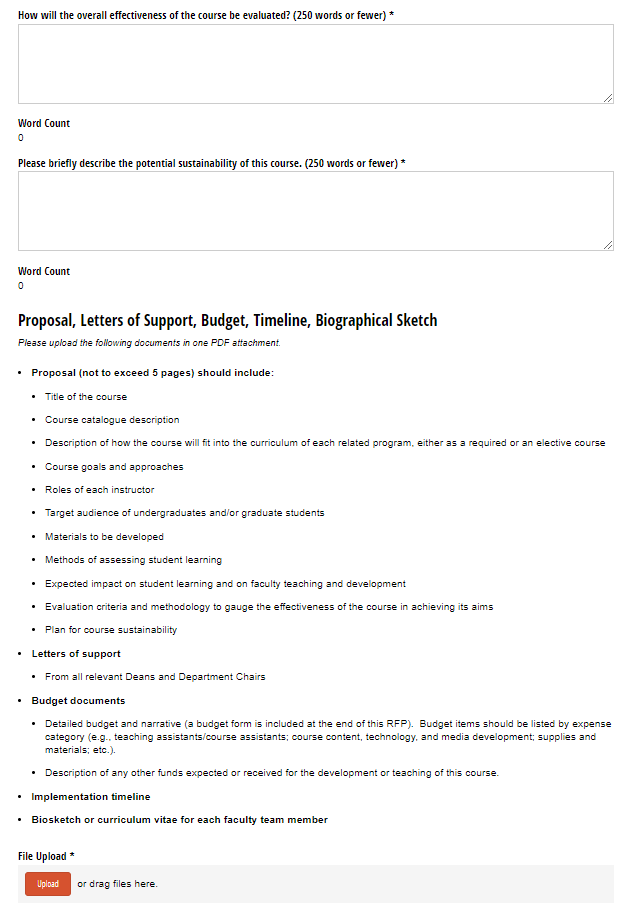 How will the overall effectiveness of the course be evaluated? (250 words or fewer) *
Word Count
0
Please briefly describe the potential sustainability of this course. (250 words or fewer) *
Word Count
0
Proposal, Letters of Support, Budget, Timeline, Biographical Sketch
Please upload the following documents in one PDF attachment.
• Proposal (not to exceed 5 pages) should include:
• Title of the course
• Course catalogue description
• Description of how the course will fit into the curriculum of each related program, either as a required or an elective course
• Course goals and approaches
• Roles of each instructor
• Target audience of undergraduates and/or graduate students
• Materials to be developed
• Methods of assessing student learning
• Expected impact on student learning and on faculty teaching and development
• Evaluation criteria and methodology to gauge the effectiveness of the course in achieving its aims
• Plan for course sustainability
• Letters of support
• From all relevant Deans and Department Chairs
• Budget documents
• Detailed budget and narrative (a budget form is included at the end of this RFP). Budget items should be listed by expense
category (e.g., teaching assistants/course assistants; course content, technology, and media development; supplies and
materials; etc.).
• Description of any other funds expected or received for the development or teaching of this course.
• Implementation timeline
• Biosketch or curriculum vitae for each faculty team member
File Upload *
Upload or drag files here.